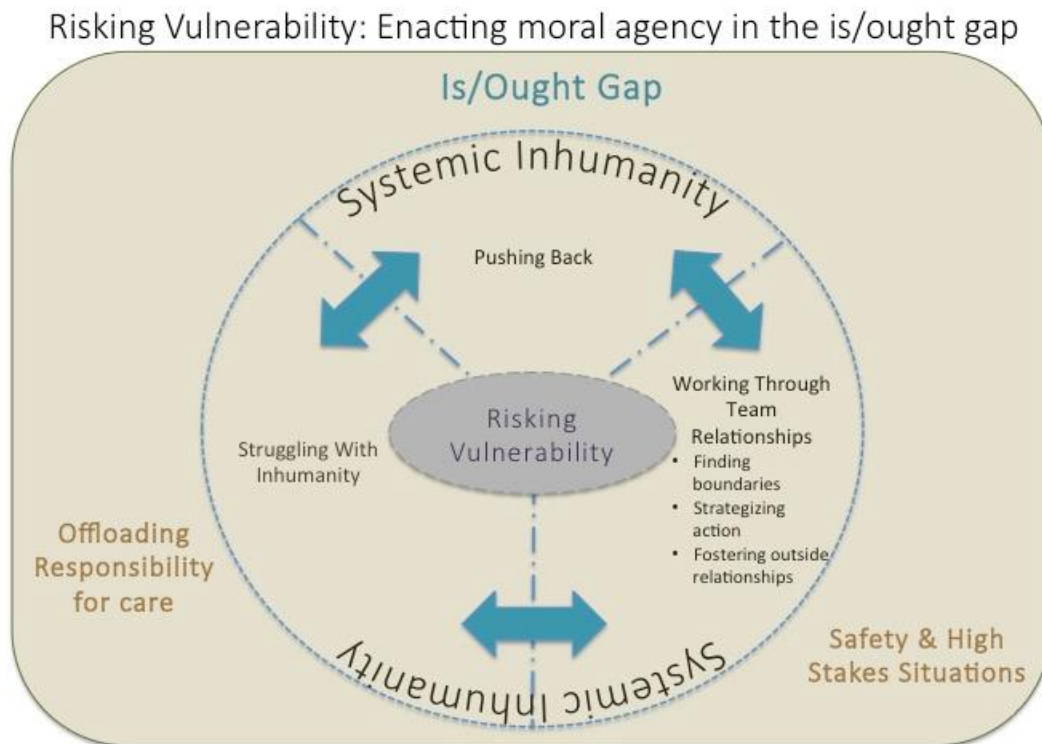 Risking Vulnerability: Enacting moral agency in the is/ought gap
Is/Ought Gap
Systemic Inhumanity
Pushing Back
Working Through
Team
Relationships
• Finding
boundaries
• Strategizing
action
• Fostering outside
relationships
Risking
Vulnerability
Struggling With
Inhumanity
Offloading
Responsibility
for care
Systemic Inhumanity
Safety & High
Stakes Situations